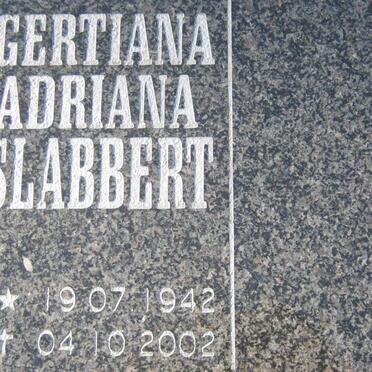 GERTIANA
ADRIANA
SLABBERT
★ 19 07 1942
† 04 10 2002